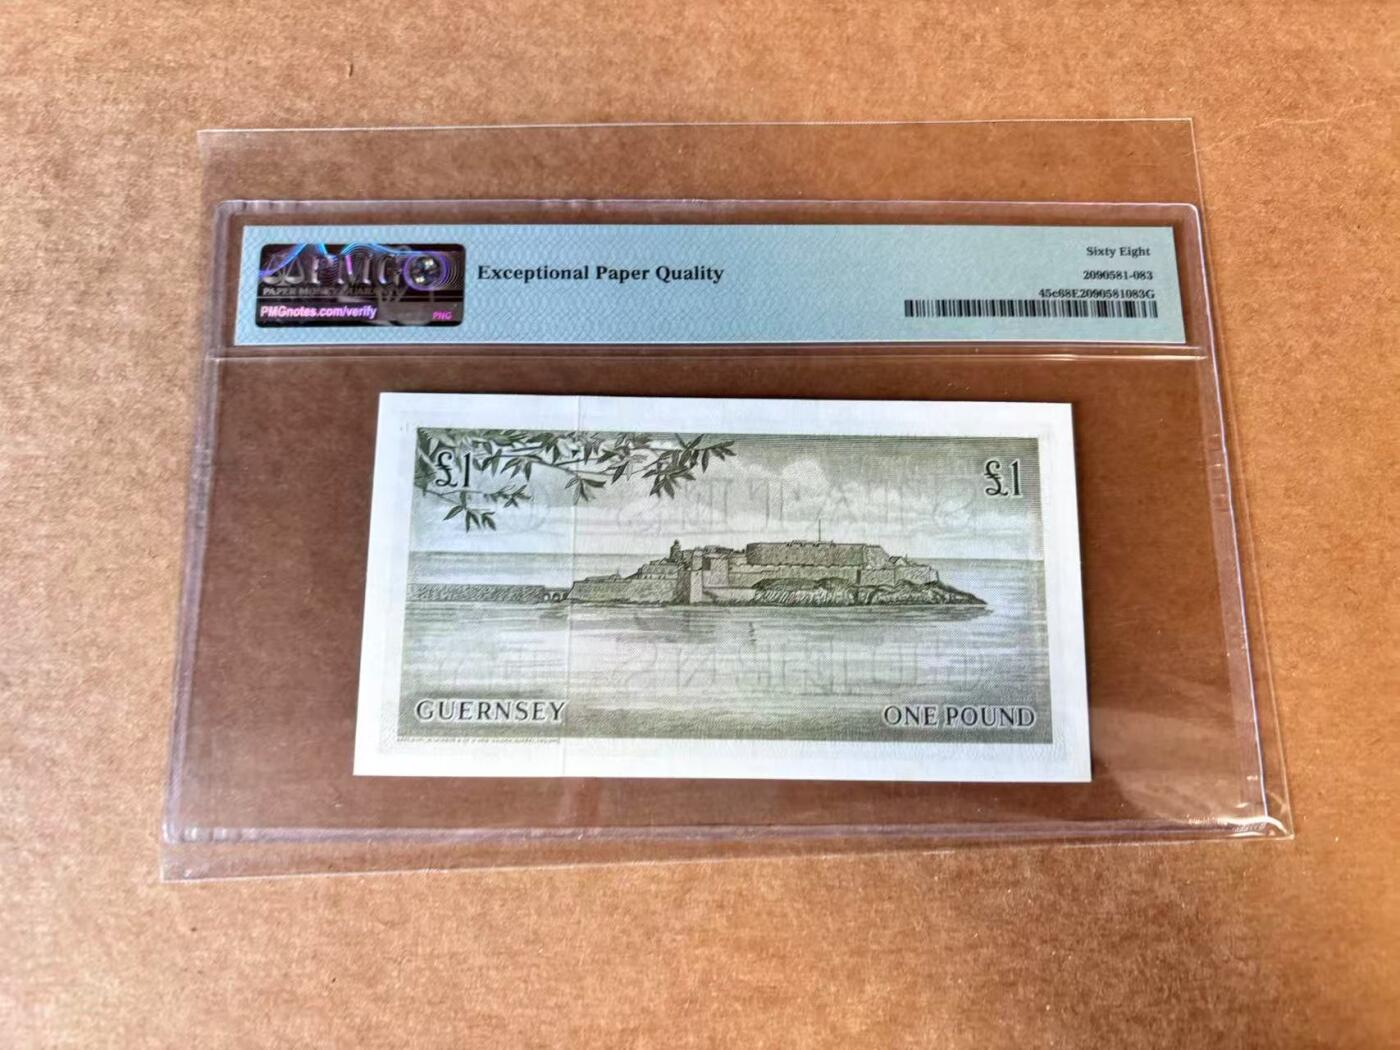 PMG
PAPER MONEY GUARANTY
PMGnotes.com/verify
PNG
Exceptional Paper Quality
Sixty Eight
2090581-083
45c68E2090581083G
£1
£1
GUERNSEY
ONE POUND